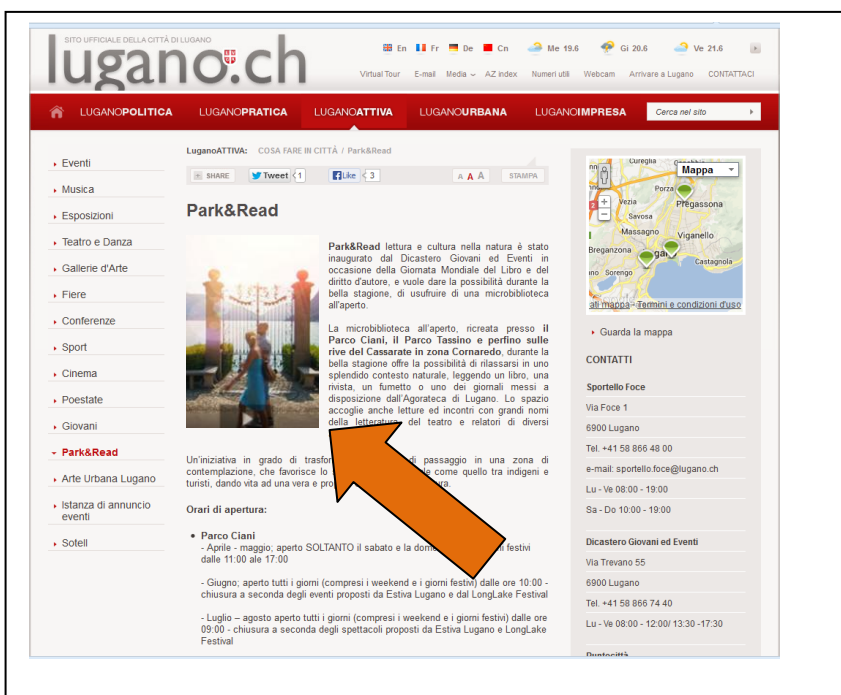 SITO UFFICIALE DELLA CITTÀ DI LUGANO
lugano.ch
En Fr De Cn Me 19.6 Gi 20.6 Ve 21.6
Virtual Tour E-mail Media AZ index Numeri utili Webcam Arrivare a Lugano CONTATTACI
LUGANOPOLITICA LUGANOPRATICA LUGANOATTIVA LUGANOURBANA LUGANOIMPRESA Cerca nel sito
LuganoATTIVA: COSA FARE IN CITTÀ / Park&Read
SHARE Tweet 1 Like 3 A A A STAMPA
Eventi
Musica
Esposizioni
Teatro e Danza
Gallerie d'Arte
Fiere
Conferenze
Sport
Cinema
Poestate
Giovani
Park&Read
Arte Urbana Lugano
Istanza di annuncio
eventi
Sotell
Park&Read
Park&Read lettura e cultura nella natura è stato
inaugurato dal Dicastero Giovani ed Eventi in
occasione della Giornata Mondiale del Libro e del
diritto d'autore, e vuole dare la possibilità durante la
bella stagione, di usufruire di una microbiblioteca
all'aperto.
La microbiblioteca all'aperto, ricreata presso il
Parco Ciani, il Parco Tassino e perfino sulle
rive del Cassarate in zona Cornaredo, durante la
bella stagione offre la possibilità di rilassarsi in uno
splendido contesto naturale, leggendo un libro, una
rivista, un fumetto o uno dei giornali messi a
disposizione dall'Agorateca di Lugano. Lo spazio
accoglie anche letture ed incontri con grandi nomi
della letteratura, del teatro e relatori di diversi
Un'iniziativa in grado di di passaggio in una zona di
contemplazione, che favorisce lo come quello tra indigeni e
turisti, dando vita ad una vera e
Orari di apertura:
Parco Ciani
- Aprile - maggio; aperto SOLTANTO il sabato e la festivi
dalle 11:00 ale 17:00
- Giugno; aperto tutti i giorni (compresi i weekend e i giorni festivi) dalle ore 10:00 -
chiusura a seconda degli eventi proposti da Estiva Lugano e dal LongLake Festival
- Luglio – agosto aperto tutti i giorni (compresi i weekend e i giorni festivi) dalle ore
09:00 - chiusura a seconda degli spettacoli proposti da Estiva Lugano e LongLake
Festival
Mappa
Cureglia
Porza
Vezia
Pregassona
Savosa
Massagno
Viganello
Breganzona
Castagnola
Sorengo
mappa - Termini e condizioni d'uso
Guarda la mappa
CONTATTI
Sportello Foce
Via Foce 1
6900 Lugano
Tel. +41 58 866 48 00
e-mail: sportello.foce@lugano.ch
Lu - Ve 08:00 - 19:00
Sa - Do 10:00 - 19:00
Dicastero Giovani ed Eventi
Via Trevano 55
6900 Lugano
Tel. +41 58 866 74 40
Lu - Ve 08:00 - 12:00/ 13:30 -17:30
Puntocittà